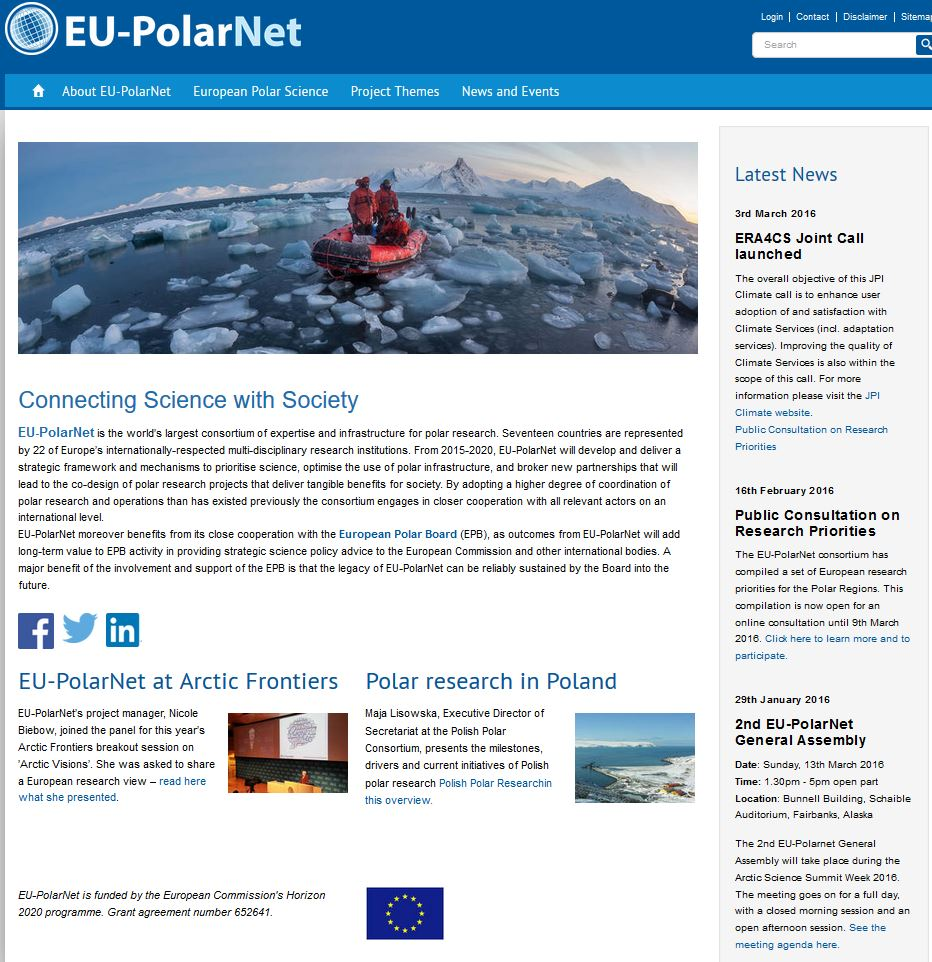 EU-PolarNet
Login | Contact | Disclaimer |
Search
About EU-PolarNet European Polar Science Project Themes News and Events
Connecting Science with Society
EU-PolarNet is the world's largest consortium of expertise and infrastructure for polar research. Seventeen countries are represented
by 22 of Europe's internationally-respected multi-disciplinary research institutions. From 2015-2020, EU-PolarNet will develop and deliver a
strategic framework and mechanisms to prioritise science, optimise the use of polar infrastructure, and broker new partnerships that will
lead to the co-design of polar research projects that deliver tangible benefits for society. By adopting a higher degree of coordination of
polar research and operations than has existed previously the consortium engages in closer cooperation with all relevant actors on an
international level.
EU-PolarNet moreover benefits from its close cooperation with the European Polar Board (EPB), as outcomes from EU-PolarNet will add
long-term value to EPB activity in providing strategic science policy advice to the European Commission and other international bodies. A
major benefit of the involvement and support of the EPB is that the legacy of EU-PolarNet can be reliably sustained by the Board into the
future.
f
in
EU-PolarNet at Arctic Frontiers
EU-PolarNet's project manager, Nicole
Biebow, joined the panel for this year's
Arctic Frontiers breakout session on
'Arctic Visions'. She was asked to share
a European research view – read here
what she presented.
Polar research in Poland
Maja Lisowska, Executive Director of
Secretariat at the Polish Polar
Consortium, presents the milestones,
drivers and current initiatives of Polish
polar research Polish Polar Researchin
this overview.
EU-PolarNet is funded by the European Commission's Horizon
2020 programme. Grant agreement number 652641.
Latest News
3rd March 2016
ERA4CS Joint Call
launched
The overall objective of this JPI
Climate call is to enhance user
adoption of and satisfaction with
Climate Services (incl. adaptation
services). Improving the quality of
Climate Services is also within the
scope of this call. For more
information please visit the JPI
Climate website.
Public Consultation on Research
Priorities
16th February 2016
Public Consultation on
Research Priorities
The EU-PolarNet consortium has
compiled a set of European research
priorities for the Polar Regions. This
compilation is now open for an
online consultation until 9th March
2016. Click here to learn more and to
participate.
29th January 2016
2nd EU-PolarNet
General Assembly
Date: Sunday, 13th March 2016
Time: 1.30pm - 5pm open part
Location: Bunnell Building, Schaible
Auditorium, Fairbanks, Alaska
The 2nd EU-Polarnet General
Assembly will take place during the
Arctic Science Summit Week 2016.
The meeting goes on for a full day,
with a closed morning session and an
open afternoon session. See the
meeting agenda here.